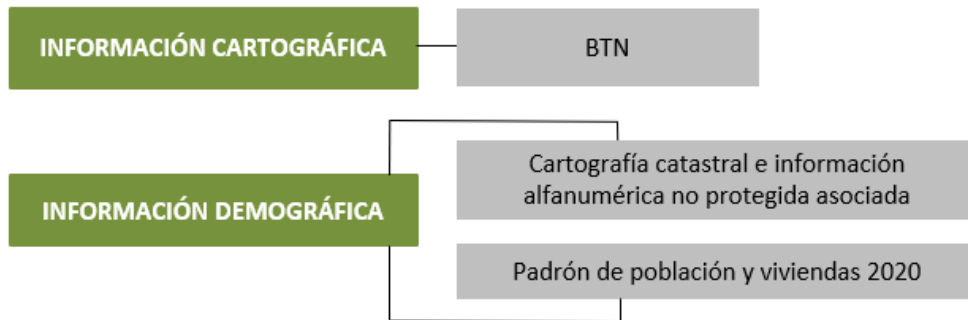 INFORMACIÓN CARTOGRÁFICA
BTN
Cartografía catastral e información
alfanumérica no protegida asociada
INFORMACIÓN DEMOGRÁFICA
Padrón de población y viviendas 2020